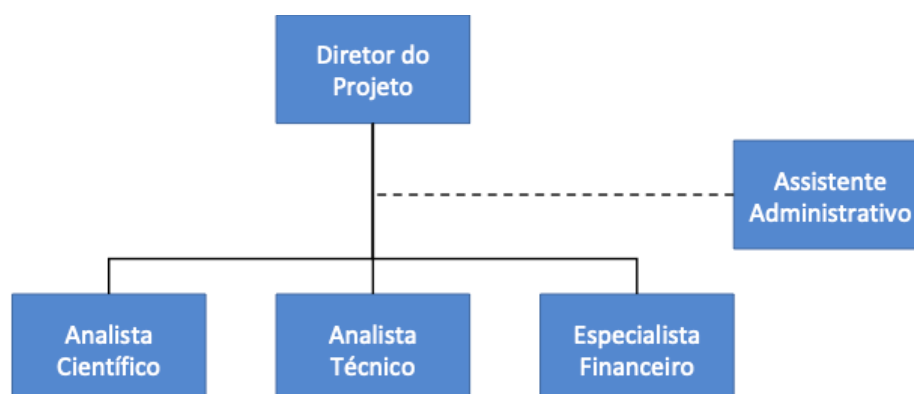 Diretor do
Projeto
Assistente
Administrativo
Analista
Científico
Analista
Técnico
Especialista
Financeiro